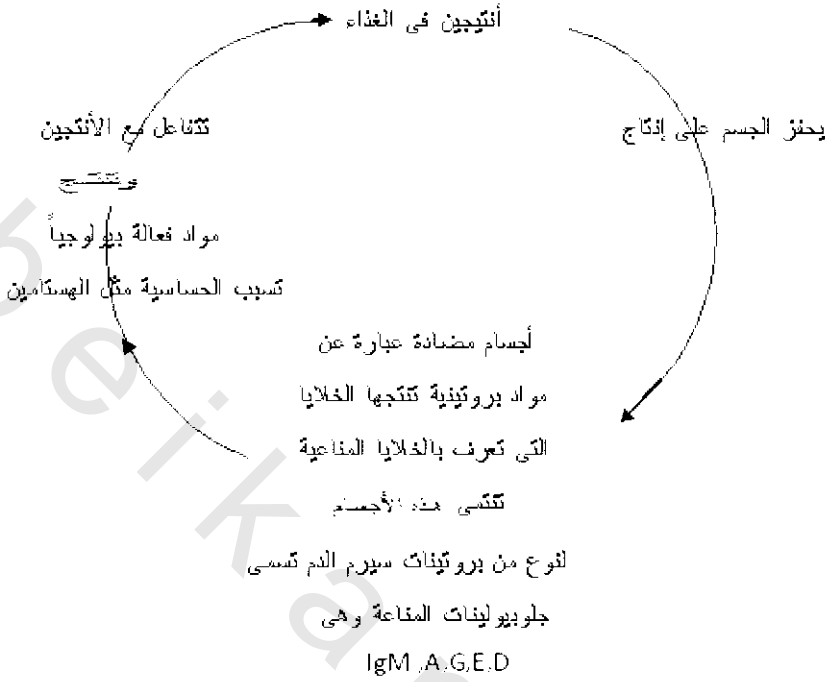 أنتيجين فى الغذاء
يحفز الجسم على إنتاج
أجسام مضادة عبارة عن
مواد بروتينية تنتجها الخلايا
التى تعرف بالخلايا المناعية
تنتمى هذه الأجسام
لنوع من بروتينات سيرم الدم تسمى
جلوبيولينات المناعة وهى
IgM ,A,G,E,D
تتفاعل مع الأنتجين
وتنتج
مواد فعالة بيولوجياً
تسبب الحساسية مثل الهستامين
beika